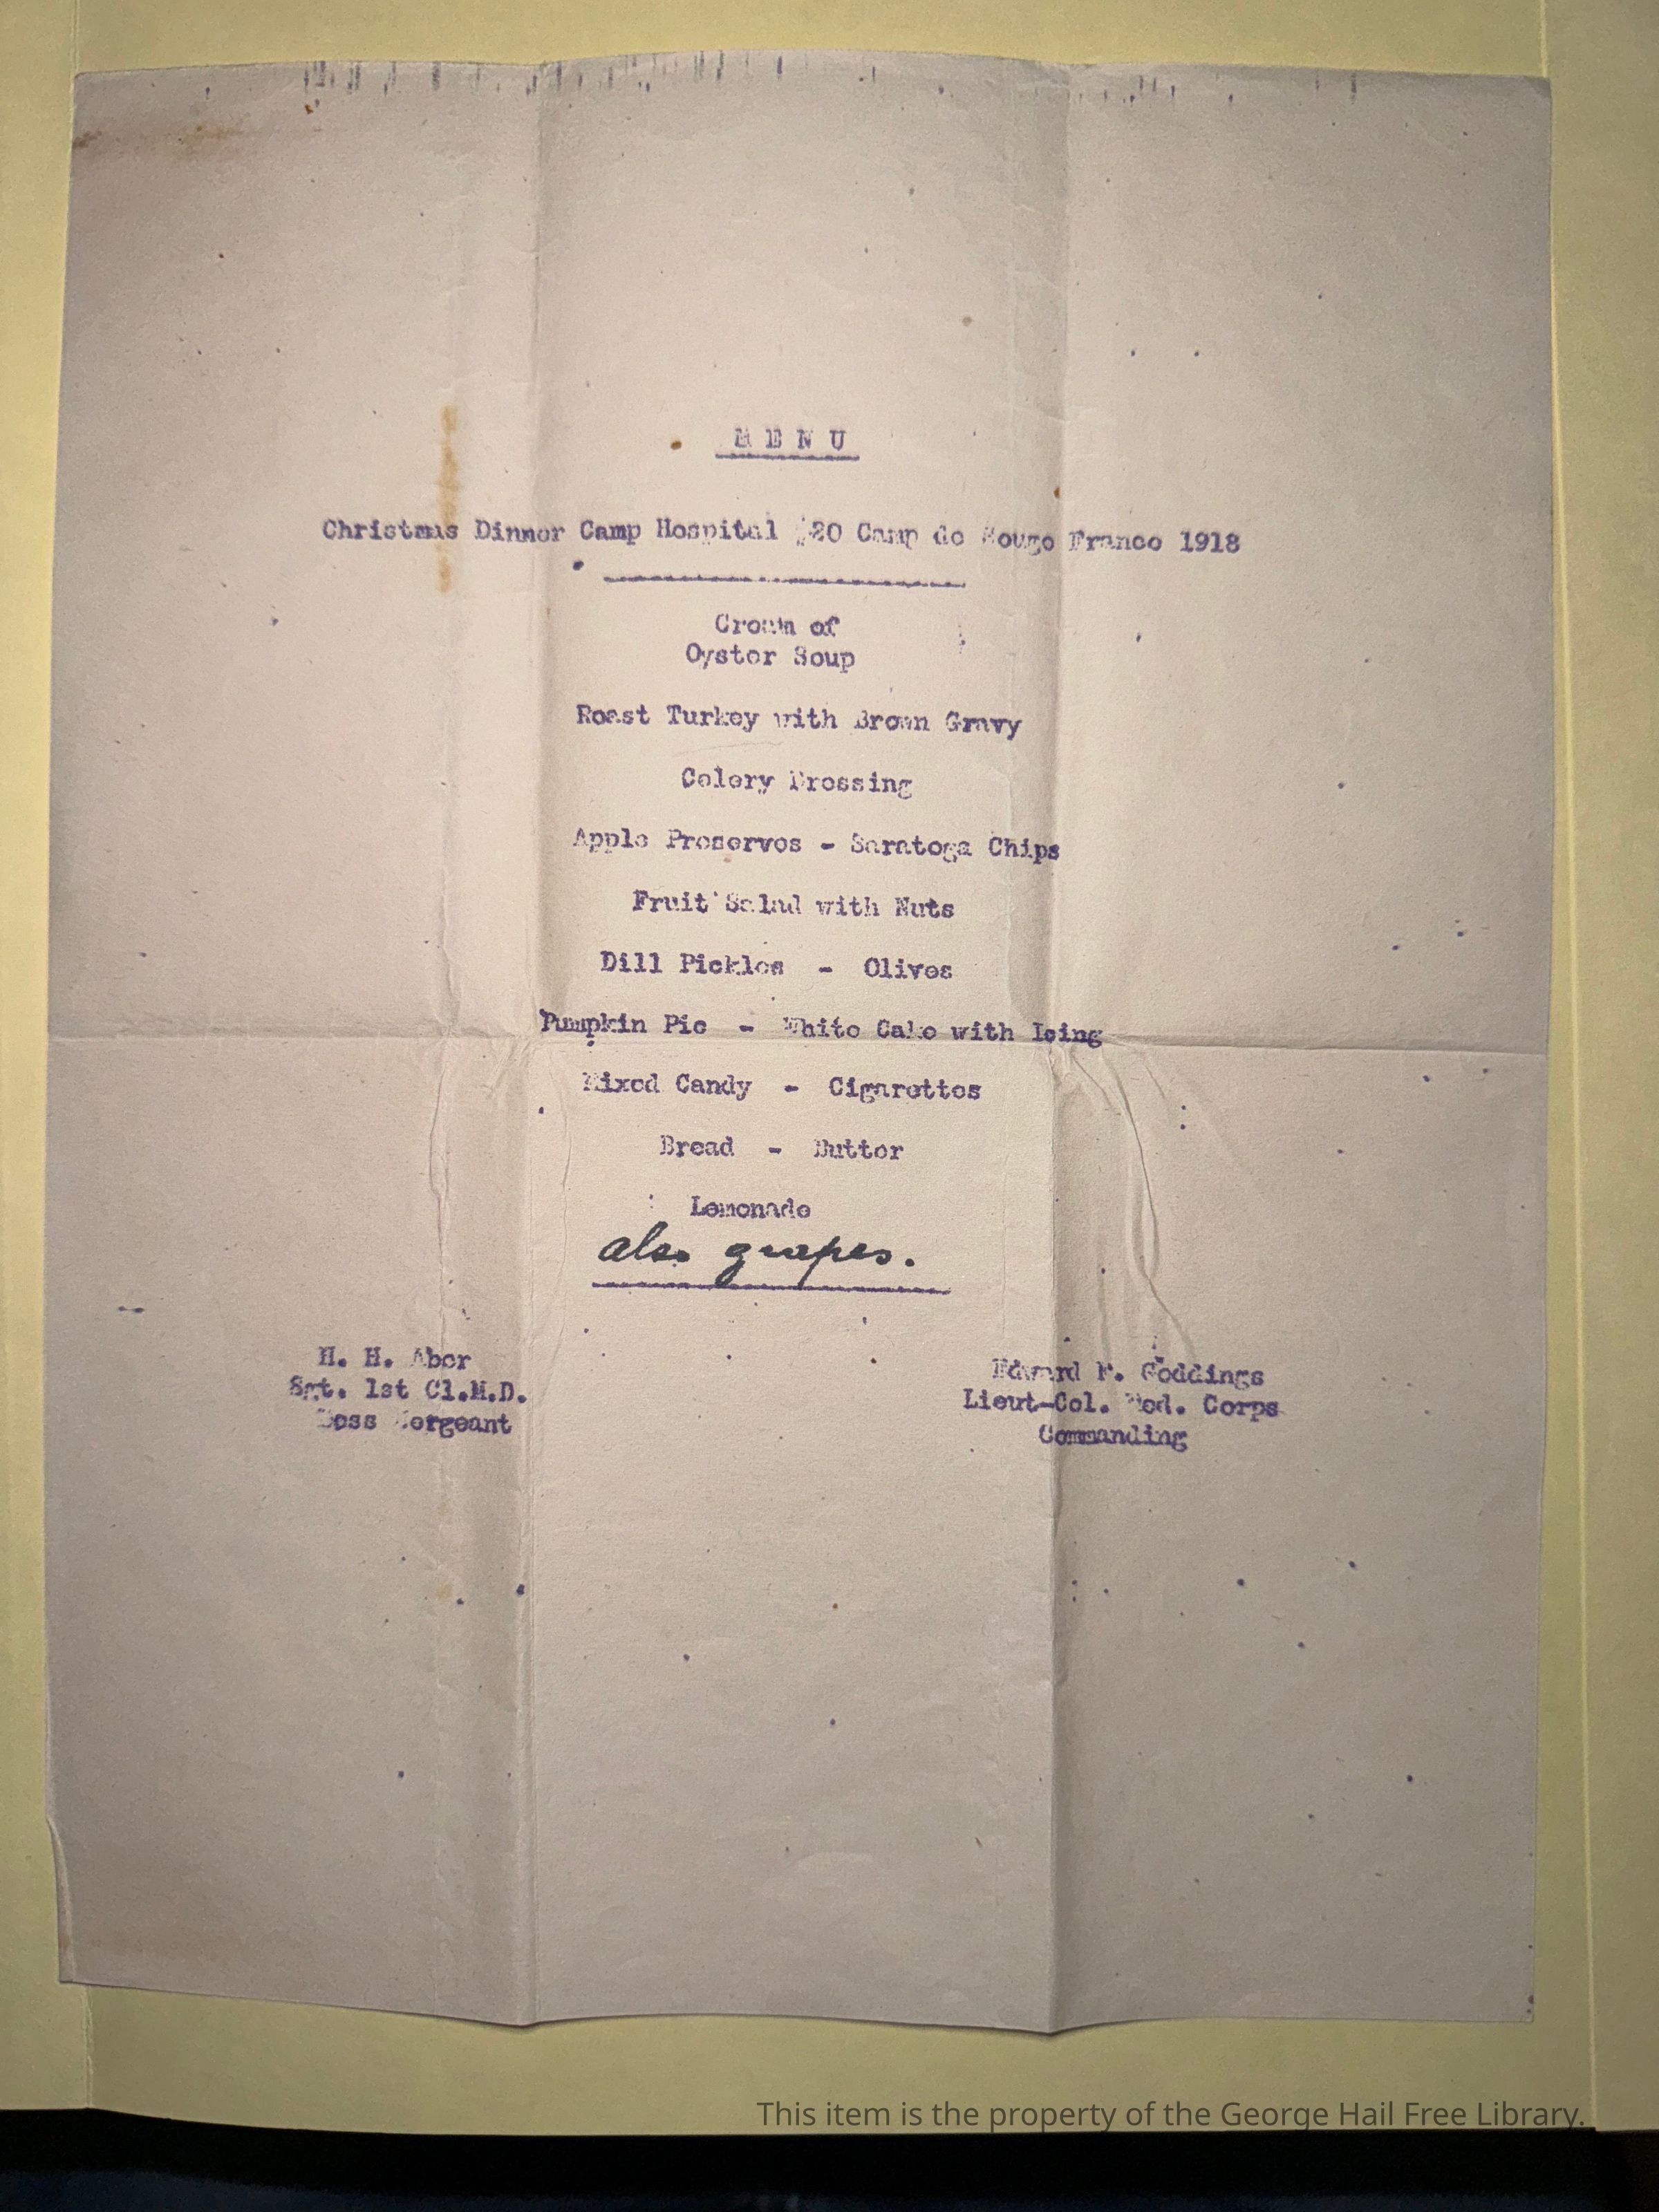 M E N U
Christmas Dinner Camp Hospital #20 Camp de Souge France 1918
Cream of
Oyster Soup
Roast Turkey with Brown Gravy
Celery Dressing
Apple Preserves - Saratoga Chips
Fruit Salad with Nuts
Dill Pickles - Olives
Pumpkin Pie - White Cake with Icing
Mixed Candy - Cigarettes
Bread - Butter
Lemonade
also grapes.
H. H. Aber
Sgt. 1st Cl.M.D.
Mess Sergeant
Edward F. Geddings
Lieut-Col. Med. Corps
Commanding
This item is the property of the George Hail Free Library.